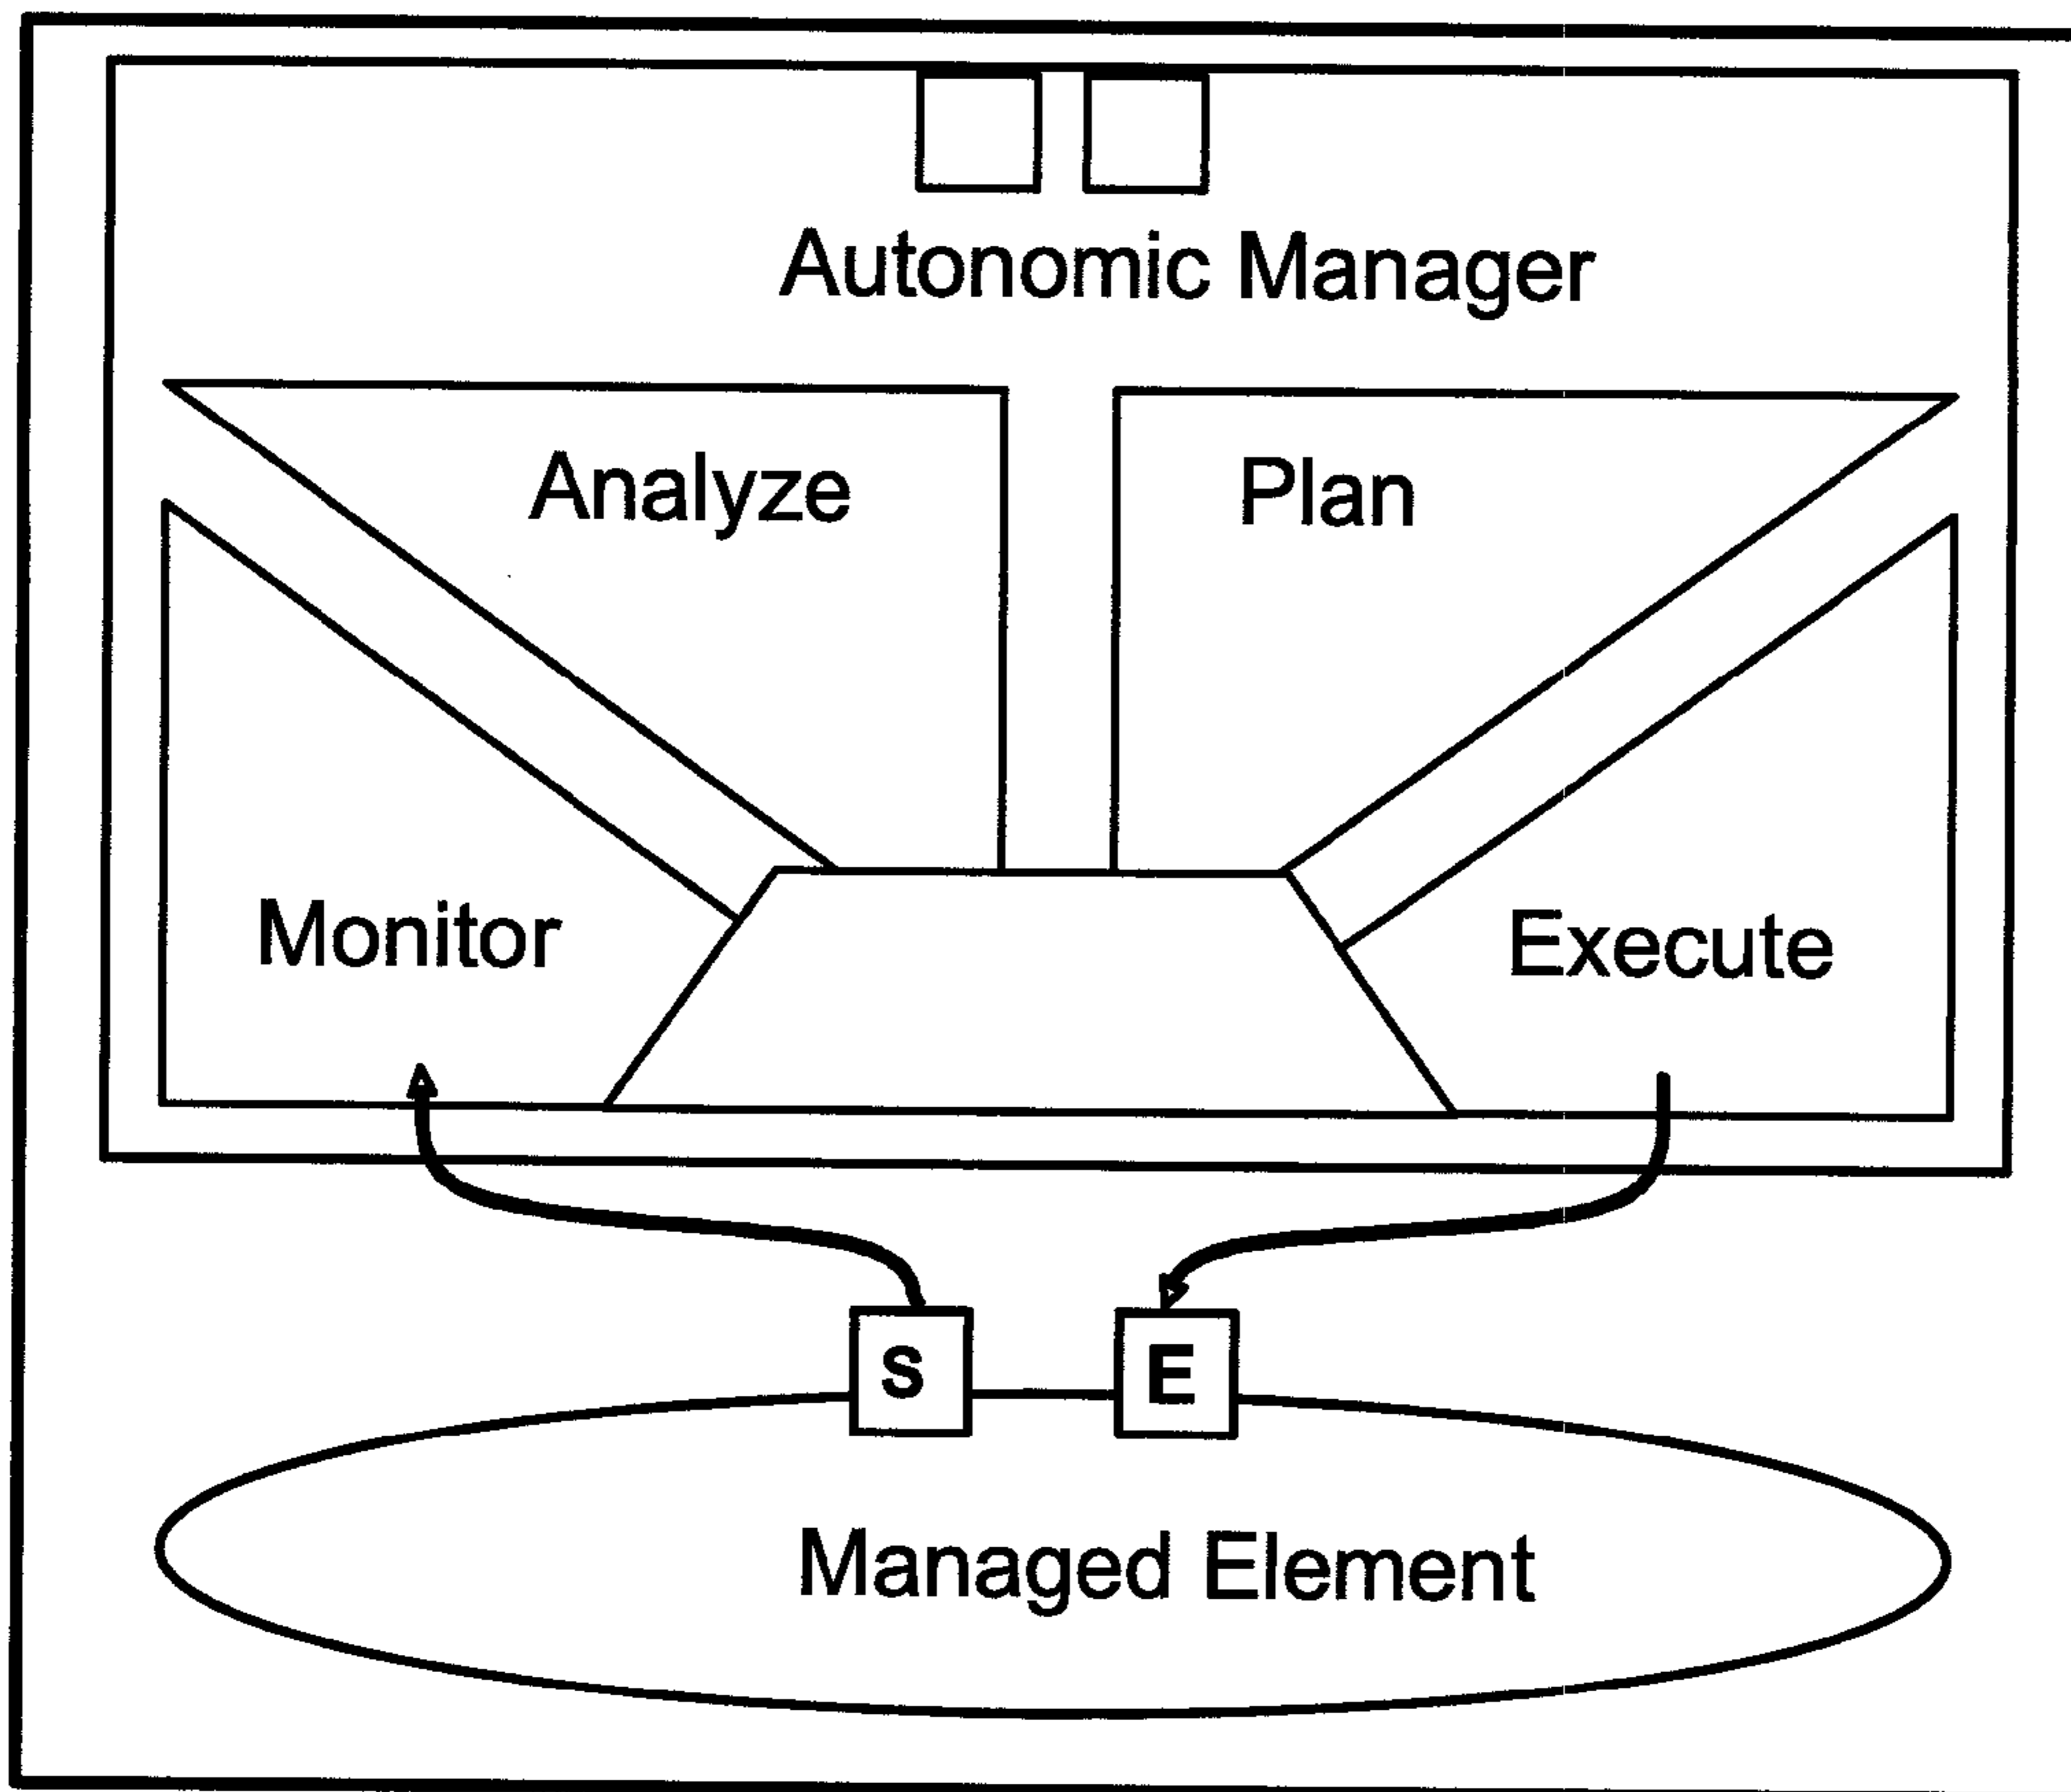 Autonomic Manager
Analyze
Plan
Monitor
Execute
S
E
Managed Element